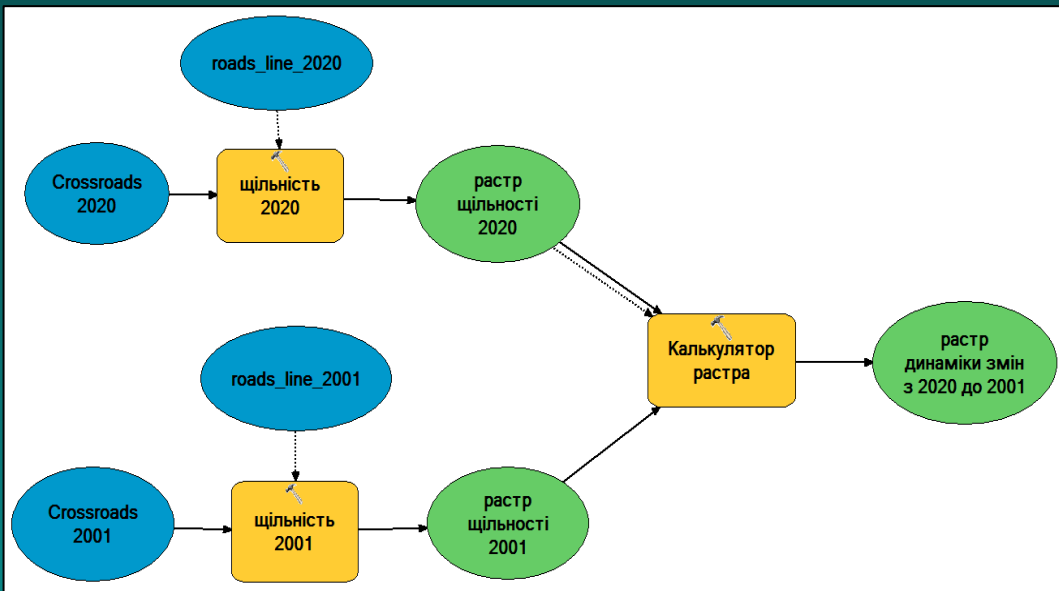 roads_line_2020
Crossroads
2020
щільність
2020
растр
щільності
2020
roads_line_2001
Калькулятор
растра
растр
динаміки змін
з 2020 до 2001
Crossroads
2001
щільність
2001
растр
щільності
2001